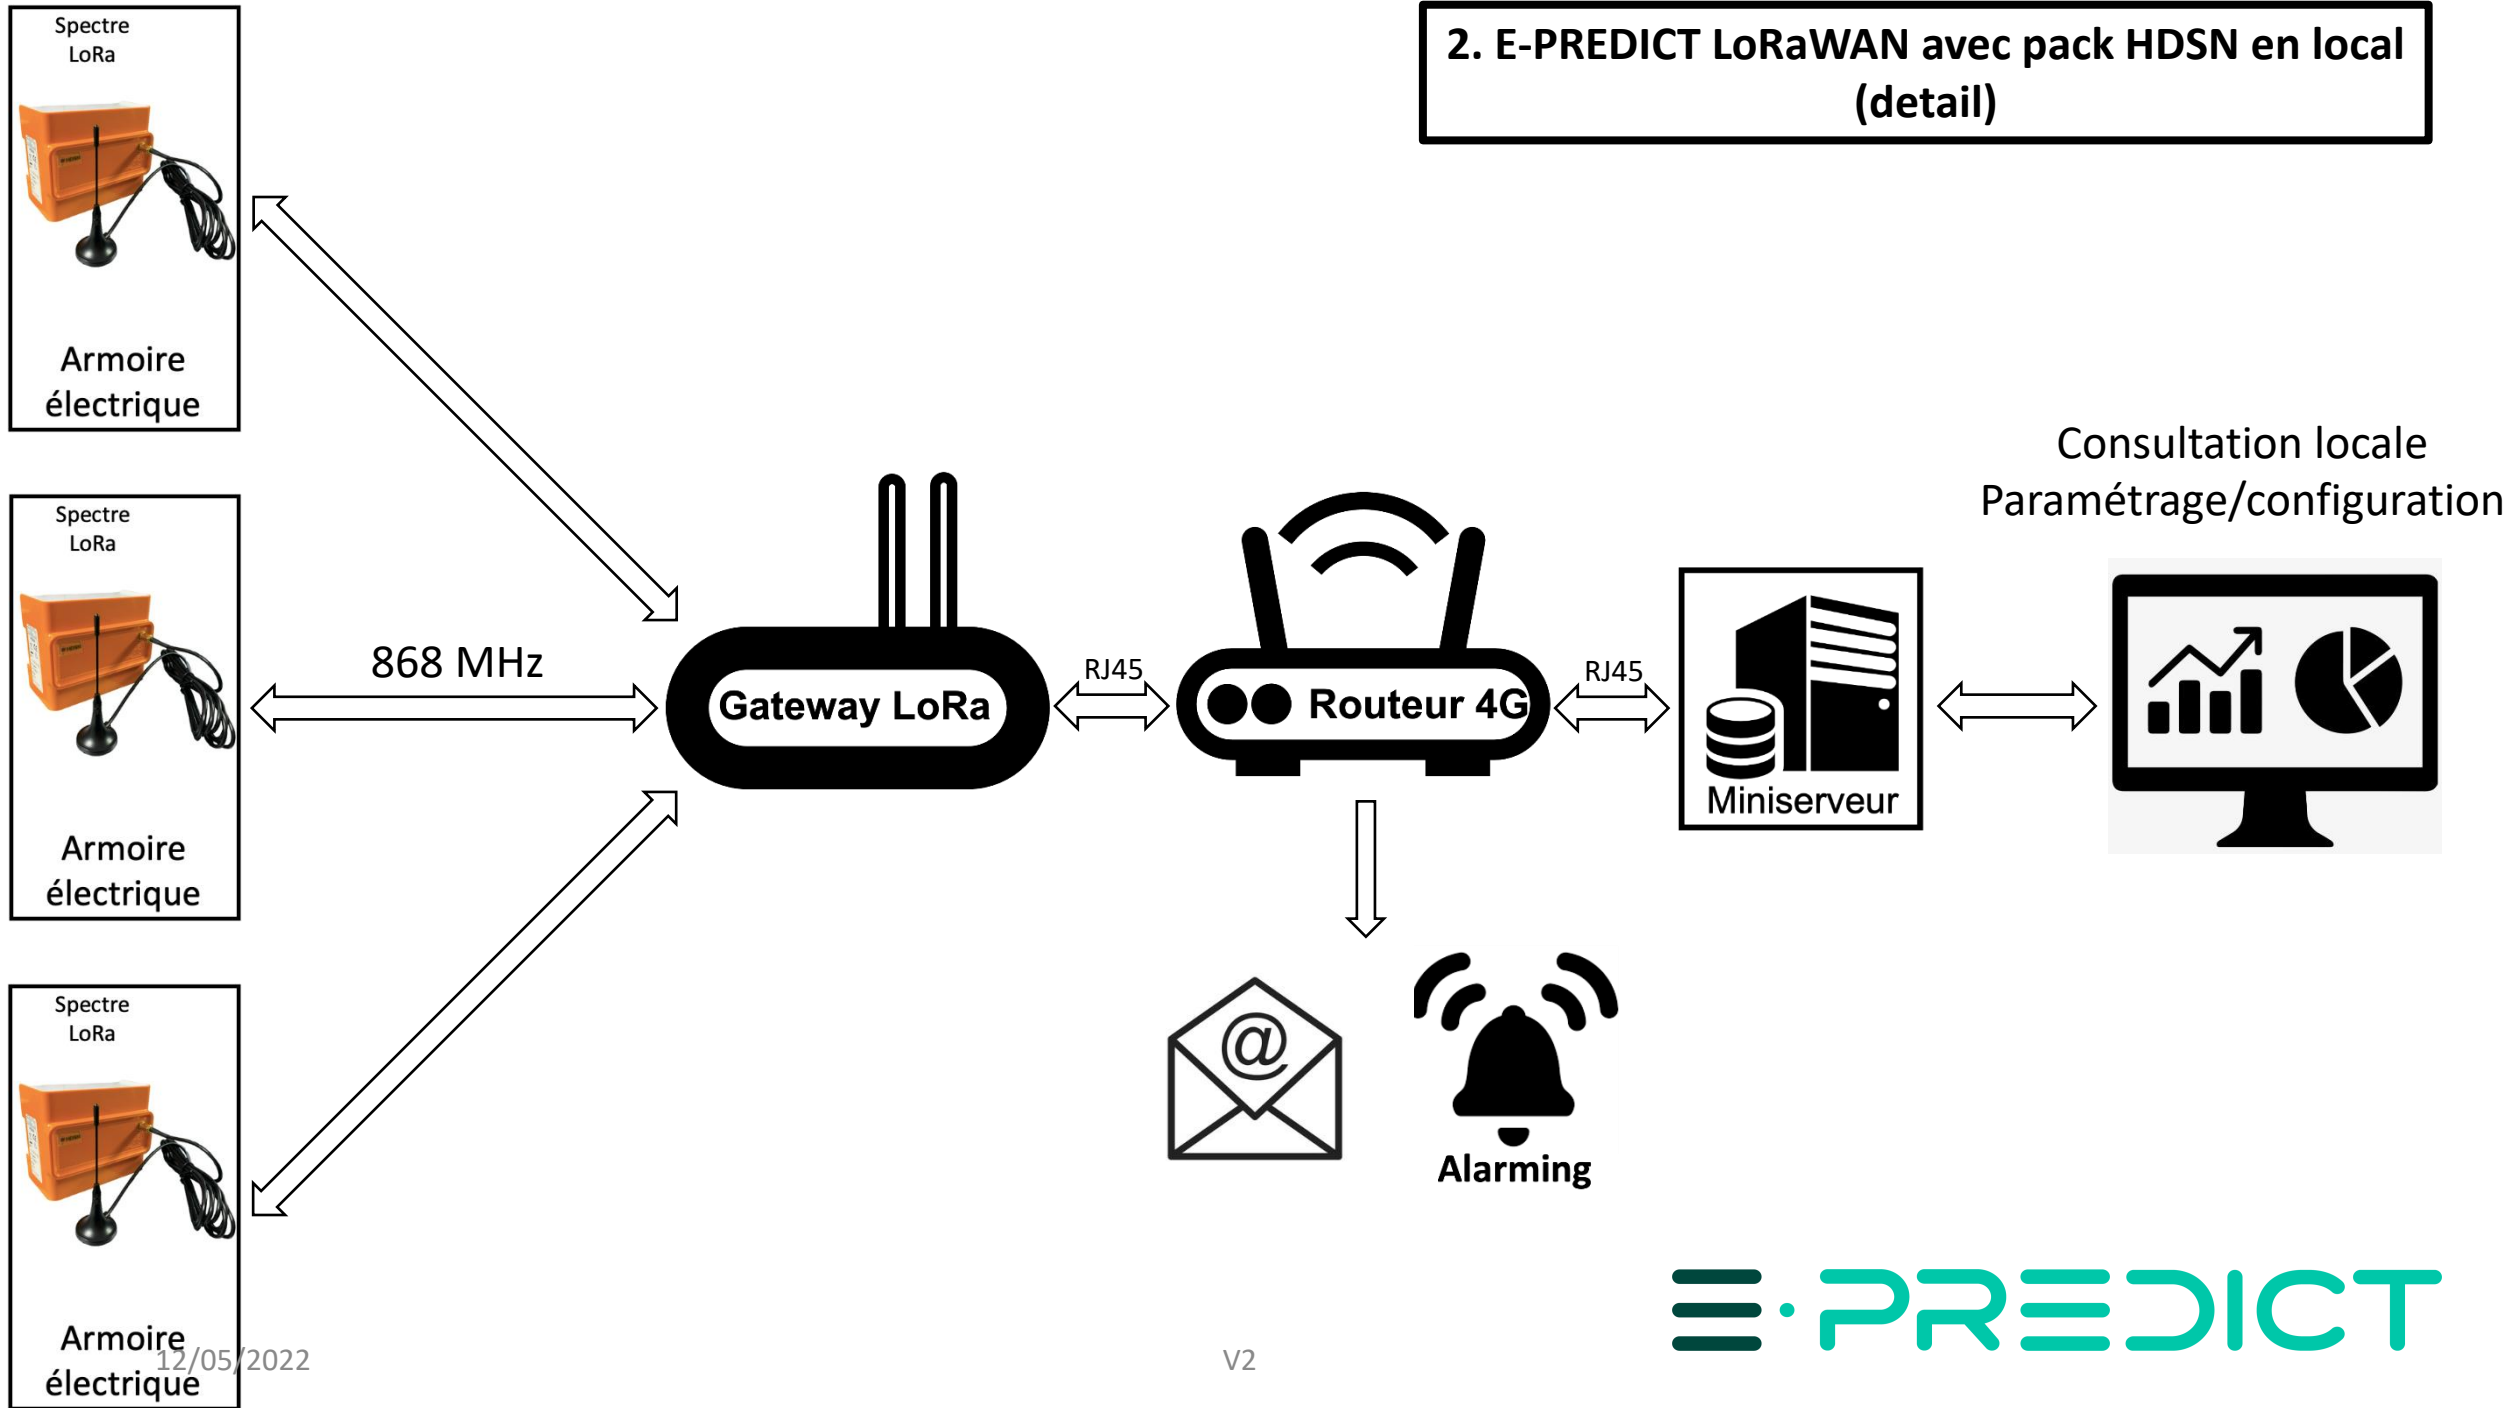 2. E-PREDICT LoRaWAN avec pack HDSN en local
(detail)
Spectre
LoRa
Armoire
électrique
Spectre
LoRa
Armoire
électrique
Spectre
LoRa
Armoire
électrique
868 MHz
Gateway LoRa
RJ45
Routeur 4G
RJ45
Miniserveur
Consultation locale
Paramétrage/configuration
@
Alarming
12/05/2022
V2
E·PREDICT